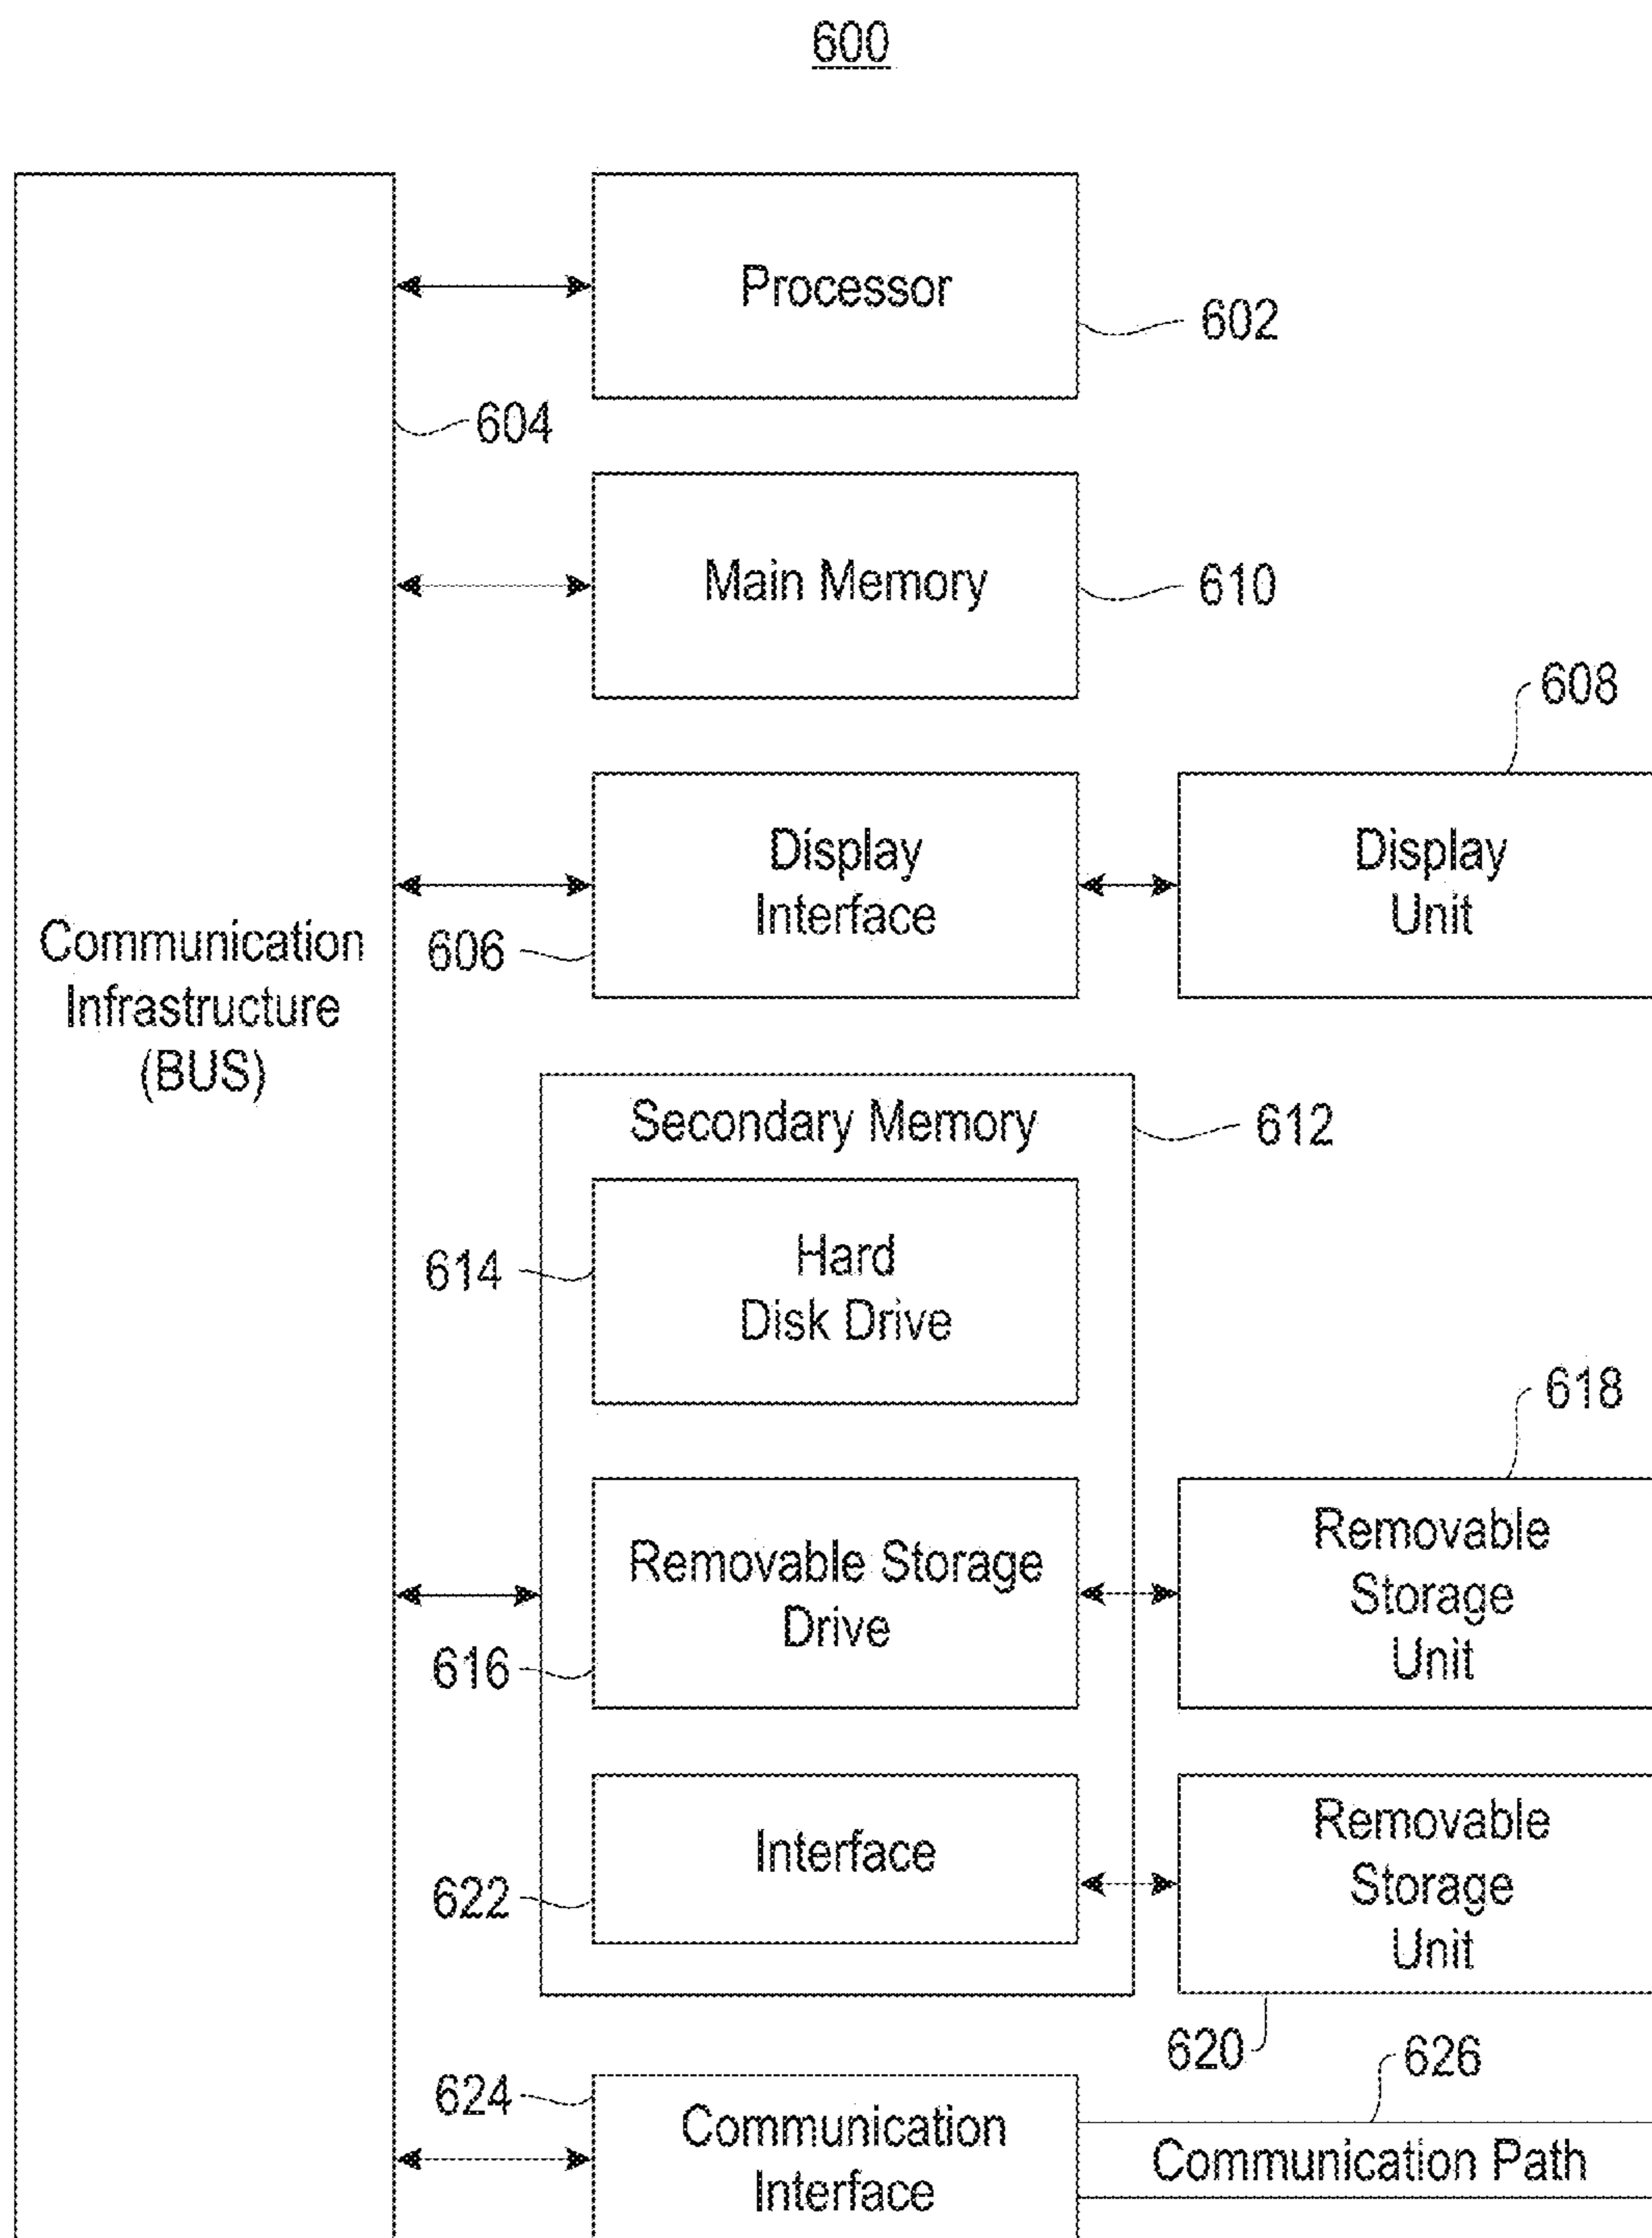 600
Processor
602
604
Main Memory
610
608
Display
Interface
606
Display
Unit
Communication
Infrastructure
(BUS)
Secondary Memory
612
Hard
Disk Drive
614
618
Removable Storage
Drive
616
Removable
Storage
Unit
Interface
622
Removable
Storage
Unit
620
626
624
Communication
Interface
Communication Path